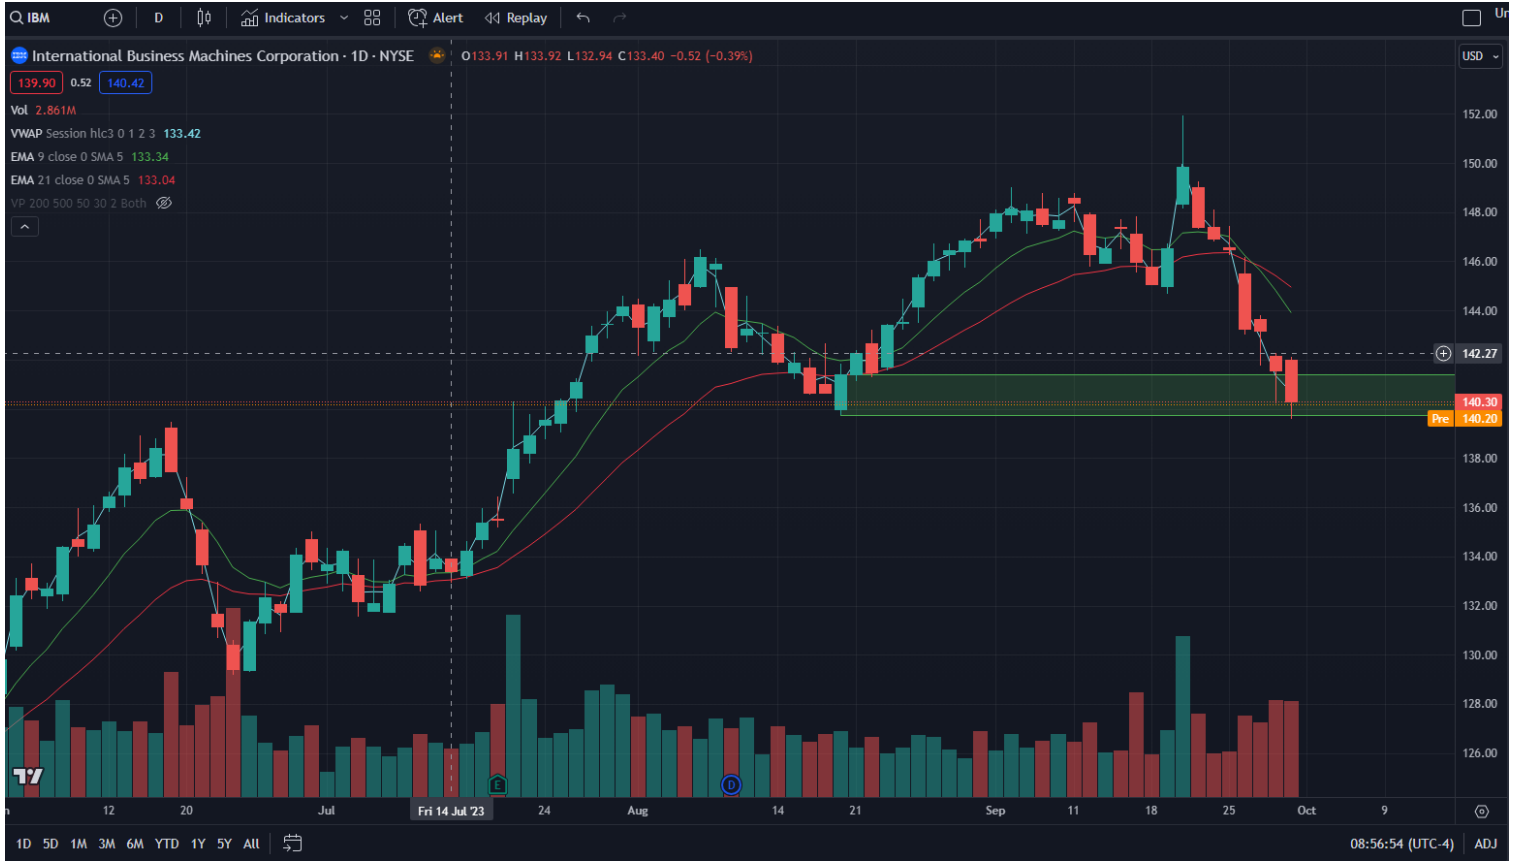 IBM D Indicators Alert Replay Un
International Business Machines Corporation · 1D · NYSE O133.91 H133.92 L132.94 C133.40 −0.52 (−0.39%) USD
139.90 0.52 140.42
Vol 2.861M
VWAP Session hlc3 0 1 2 3 133.42
EMA 9 close 0 SMA 5 133.34
EMA 21 close 0 SMA 5 133.04
VP 200 500 50 30 2 Both
152.00
150.00
148.00
146.00
144.00
142.27
140.30
Pre 140.20
138.00
136.00
134.00
132.00
130.00
128.00
126.00
E D
12 20 Jul Fri 14 Jul '23 24 Aug 14 21 Sep 11 18 25 Oct 9
1D 5D 1M 3M 6M YTD 1Y 5Y All 08:56:54 (UTC-4) ADJ